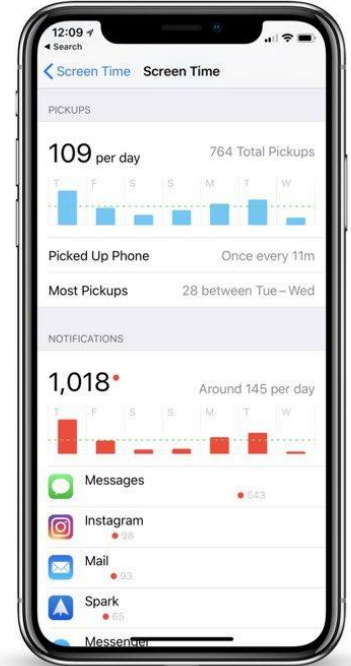 12:09
◄ Search
Screen Time Screen Time
PICKUPS
109 per day 764 Total Pickups
T F S S M T W
Picked Up Phone Once every 11m
Most Pickups 28 between Tue – Wed
NOTIFICATIONS
1,018 Around 145 per day
T F S S M T W
Messages
543
Instagram
98
Mail
93
Spark
65
Messenger